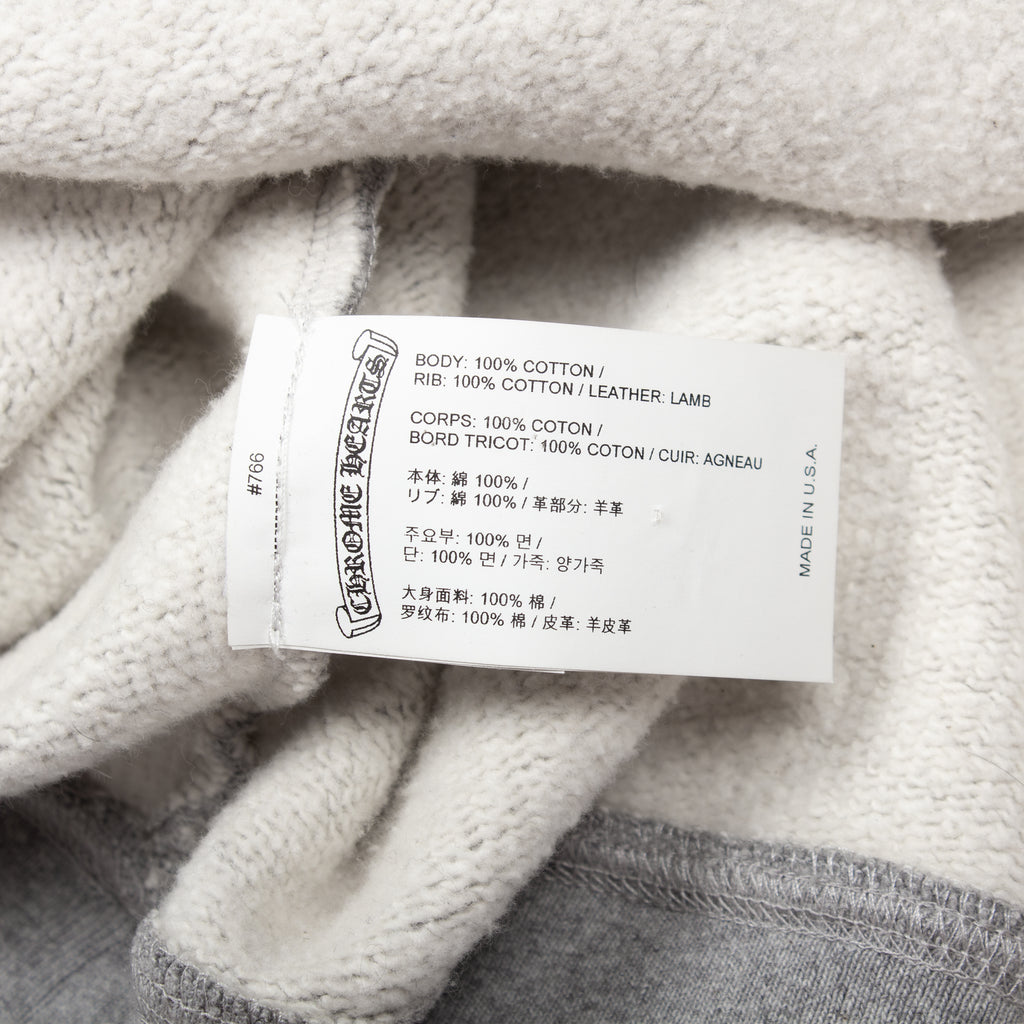 #766
CHROME HEARTS
BODY: 100% COTTON /
RIB: 100% COTTON / LEATHER: LAMB
CORPS: 100% COTON /
BORD TRICOT: 100% COTON / CUIR: AGNEAU
本体: 綿 100% /
リブ: 綿 100% / 革部分: 羊革
주요부: 100% 면 /
단: 100% 면 / 가죽: 양가죽
大身面料: 100% 棉 /
罗纹布: 100% 棉 / 皮革: 羊皮革
MADE IN U.S.A.